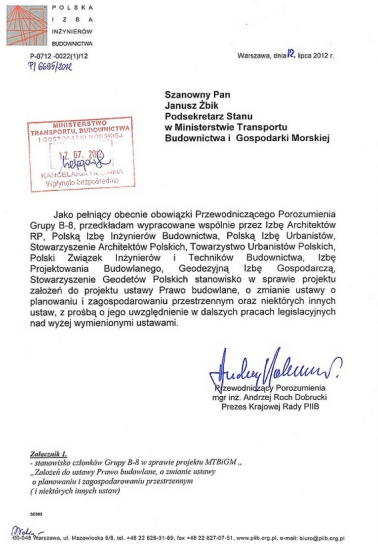 POLSKA
IZBA
INŻYNIERÓW
BUDOWNICTWA
P-0712 -0022(1)/12
P/6695/2012
Warszawa, dnia 12. lipca 2012 r.
Szanowny Pan
Janusz Żbik
Podsekretarz Stanu
w Ministerstwie Transportu
Budownictwa i Gospodarki Morskiej
MINISTERSTWO
TRANSPORTU, BUDOWNICTWA
I GOSPODARKI MORSKIEJ
12. 07. 2012
KANCELARIA GŁÓWNA
Wpłynęło bezpośrednio
Jako pełniący obecnie obowiązki Przewodniczącego Porozumienia
Grupy B-8, przedkładam wypracowane wspólnie przez Izbę Architektów
RP, Polską Izbę Inżynierów Budownictwa, Polską Izbę Urbanistów,
Stowarzyszenie Architektów Polskich, Towarzystwo Urbanistów Polskich,
Polski Związek Inżynierów i Techników Budownictwa, Izbę
Projektowania Budowlanego, Geodezyjną Izbę Gospodarczą,
Stowarzyszenie Geodetów Polskich stanowisko w sprawie projektu
założeń do projektu ustawy Prawo budowlane, o zmianie ustawy o
planowaniu i zagospodarowaniu przestrzennym oraz niektórych innych
ustaw, z prośbą o jego uwzględnienie w dalszych pracach legislacyjnych
nad wyżej wymienionymi ustawami.
Przewodniczący Porozumienia
mgr inż. Andrzej Roch Dobrucki
Prezes Krajowej Rady PIIB
Załącznik 1.
- stanowisko członków Grupy B-8 w sprawie projektu MTBiGM „
„Założeń do ustawy Prawo budowlane, o zmianie ustawy
o planowaniu i zagospodarowaniu przestrzennym
( i niektórych innych ustaw)
00-048 Warszawa, ul. Mazowiecka 6/8, tel. +48 22 828-31-89, fax +48 22 827-07-51, www.piib.org.pl, e-mail: biuro@piib.org.pl